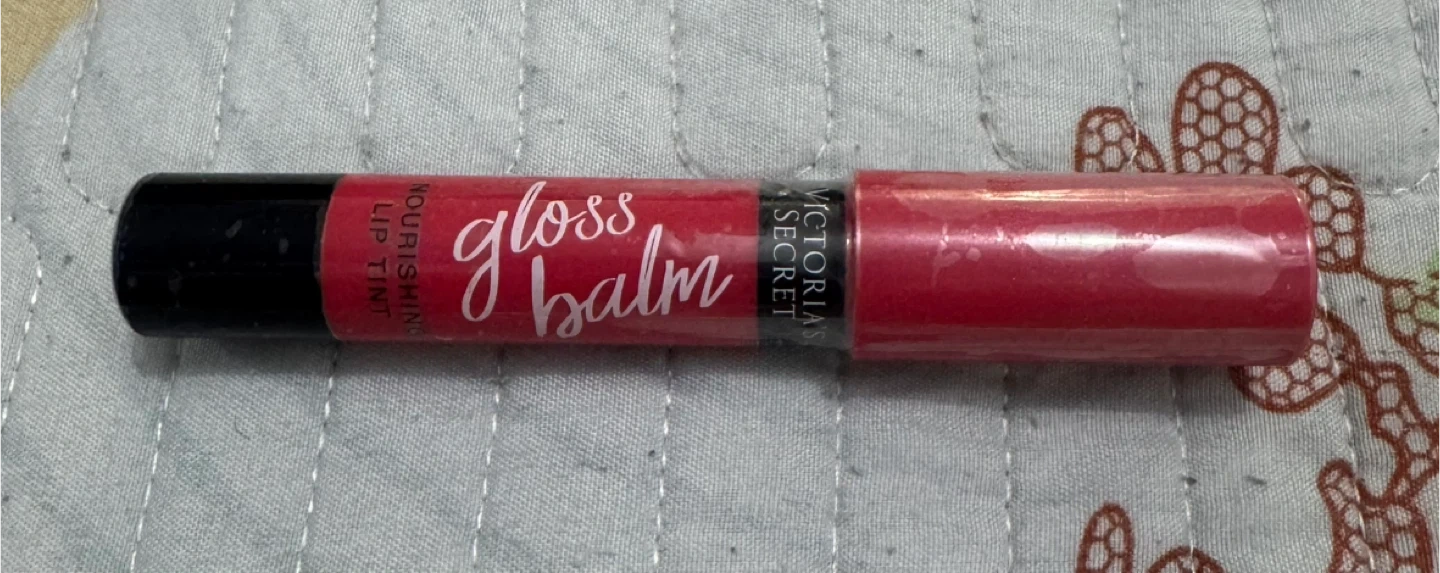 NOURISHING
LIP TINT
gloss
balm
VICTORIA'S
SECRET